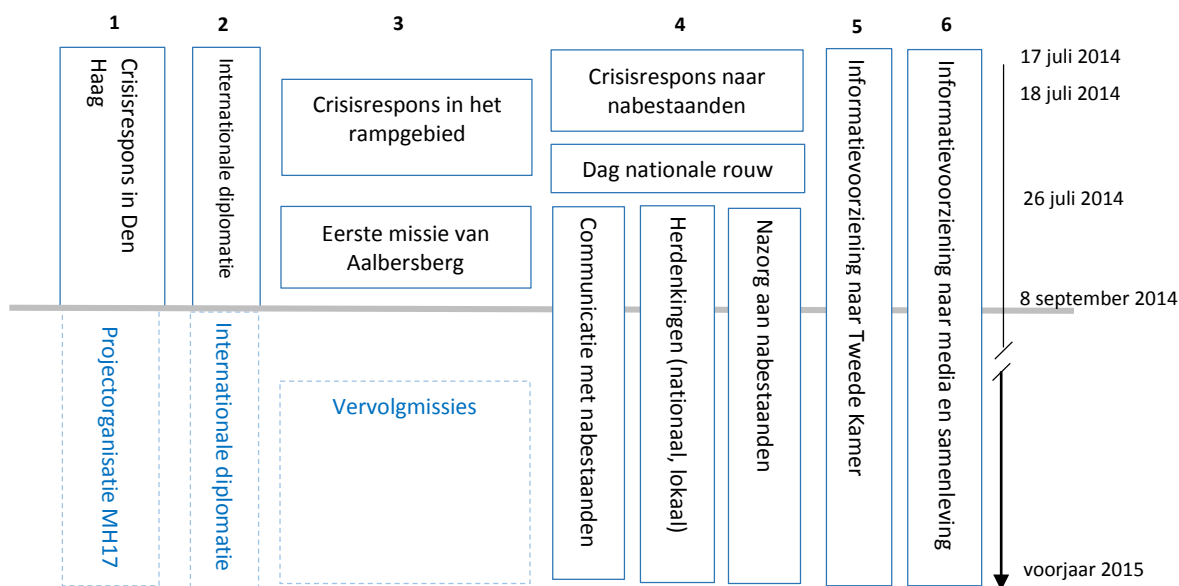 1
2
3
4
5
6
Crisisrespons in Den
Haag
Internationale diplomatie
Crisisrespons in het
rampgebied
Eerste missie van
Aalbersberg
Crisisrespons naar
nabestaanden
Dag nationale rouw
Communicatie met nabestaanden
Herdenkingen (nationaal, lokaal)
Nazorg aan nabestaanden
Informatievoorziening naar Tweede Kamer
Informatievoorziening naar media en samenleving
17 juli 2014
18 juli 2014
26 juli 2014
8 september 2014
Projectorganisatie MH17
Internationale diplomatie
Vervolgmissies
voorjaar 2015